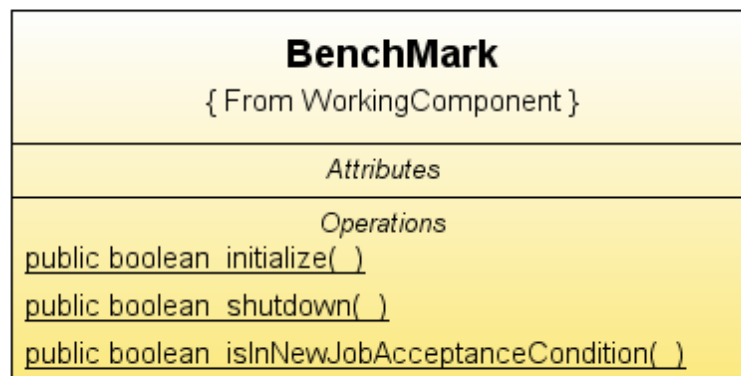 BenchMark
{ From WorkingComponent }
Attributes
Operations
public boolean initialize( )
public boolean shutdown( )
public boolean isInNewJobAcceptanceCondition( )